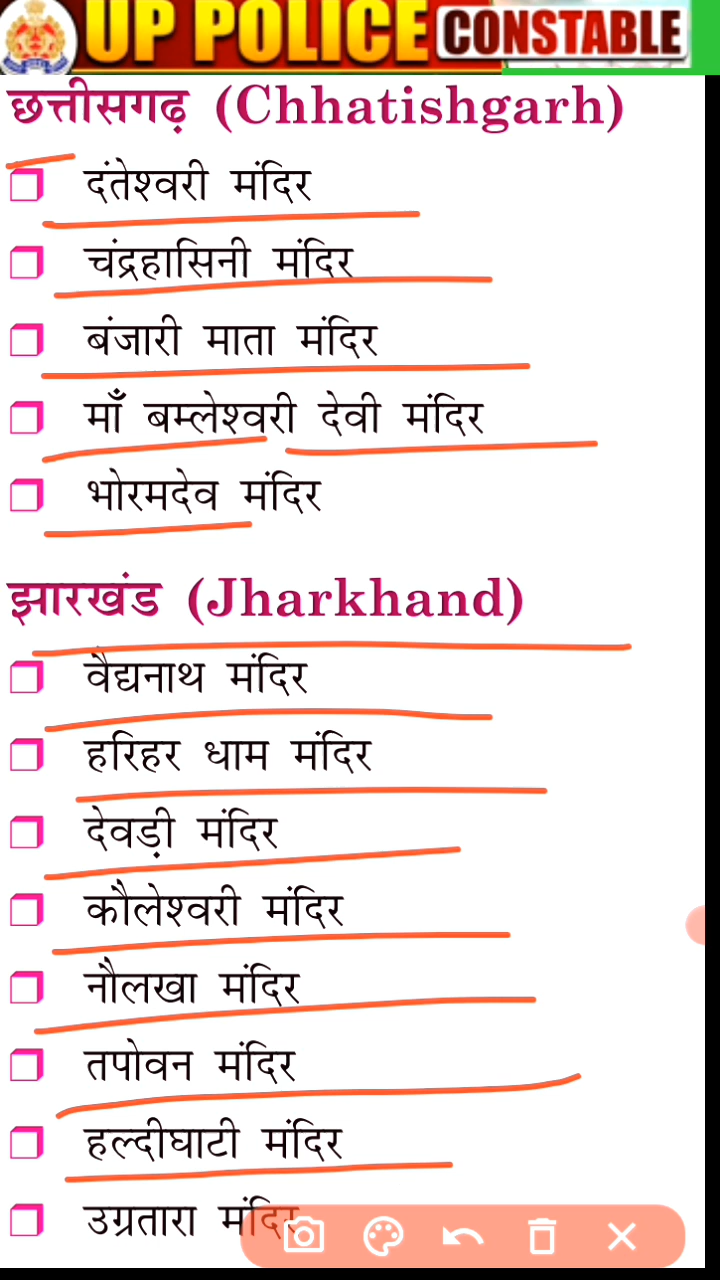 UP POLICE CONSTABLE
छत्तीसगढ़ (Chhatishgarh)
दंतेश्वरी मंदिर
चंद्रहासिनी मंदिर
बंजारी माता मंदिर
माँ बम्लेश्वरी देवी मंदिर
भोरमदेव मंदिर
झारखंड (Jharkhand)
वैद्यनाथ मंदिर
हरिहर धाम मंदिर
देवड़ी मंदिर
कौलेश्वरी मंदिर
नौलखा मंदिर
तपोवन मंदिर
हल्दीघाटी मंदिर
उग्रतारा मंदिर